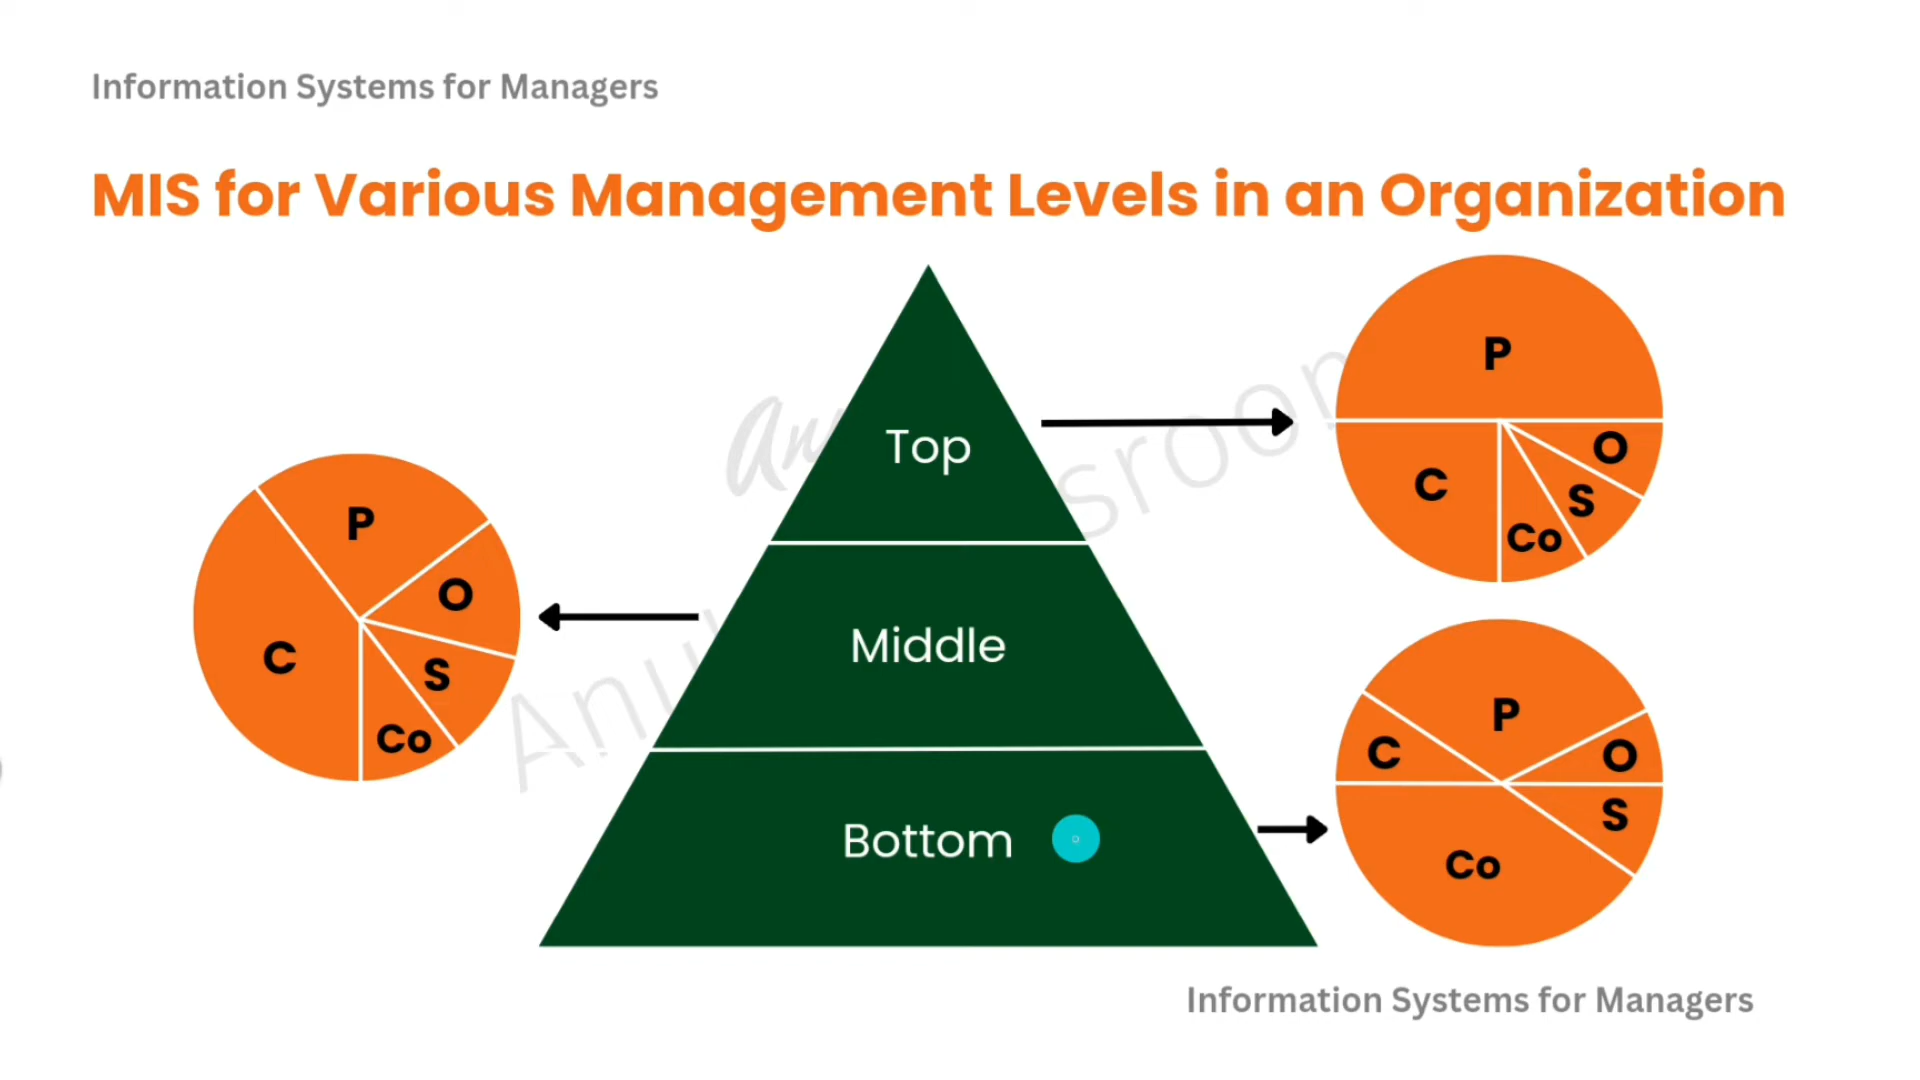 Information Systems for Managers
MIS for Various Management Levels in an Organization
P
O
S
Co
C
Top
P
O
S
Co
C
Middle
P
O
S
Co
C
Bottom
Information Systems for Managers